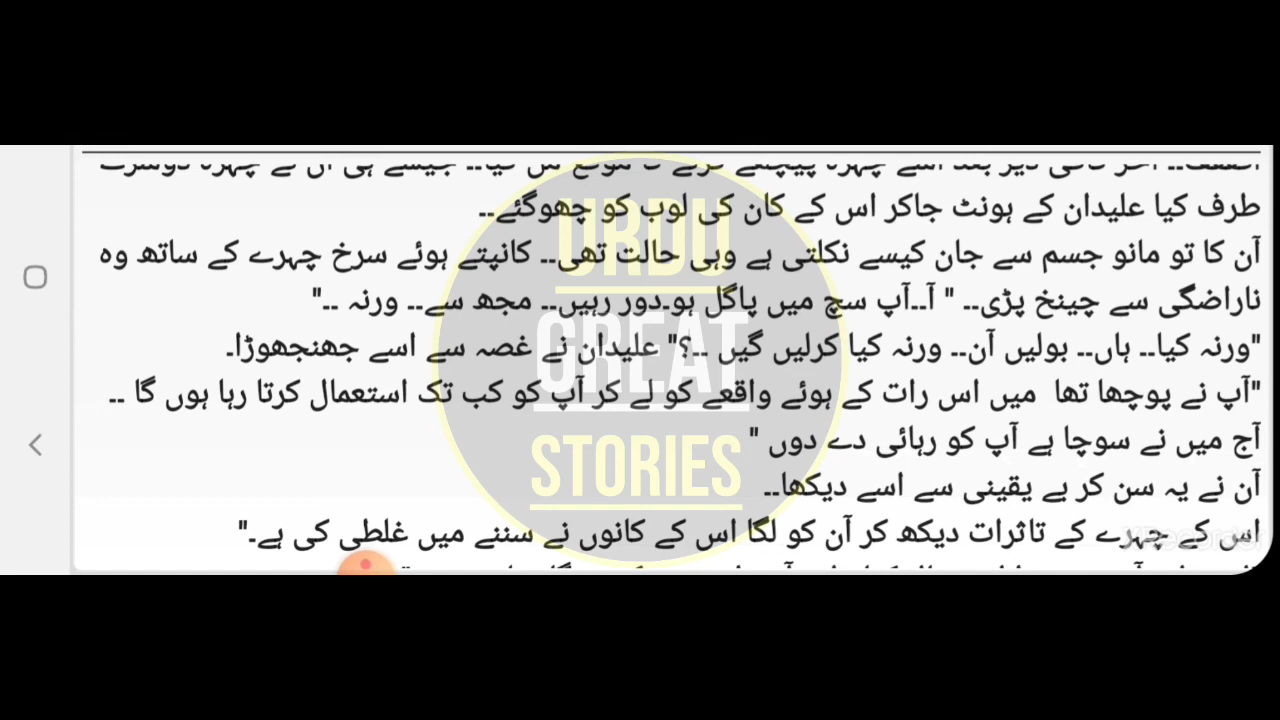 طرف کیا علیدان کے ہونٹ جاکر اس کے کان کی لوب کو چھوگئے۔۔
آن کا تو مانو جسم سے جان کیسے نکلتی ہے وہی حالت تھی۔۔ کانپتے ہوئے سرخ چہرے کے ساتھ وہ
ناراضگی سے چینخ پڑی۔۔ " آ۔۔آپ سچ میں پاگل ہو۔دور رہیں۔۔ مجھ سے۔۔ ورنہ ۔۔"
"ورنہ کیا۔۔ ہاں۔۔ بولیں آن۔۔ ورنہ کیا کرلیں گیں ۔۔؟" علیدان نے غصہ سے اسے جھنجھوڑا۔
"آپ نے پوچھا تھا میں اس رات کے ہوئے واقعے کو لے کر آپ کو کب تک استعمال کرتا رہا ہوں گا ۔۔
آج میں نے سوچا ہے آپ کو رہائی دے دوں "
آن نے یہ سن کر بے یقینی سے اسے دیکھا۔۔
اس کے چہرے کے تاثرات دیکھ کر آن کو لگا اس کے کانوں نے سننے میں غلطی کی ہے۔"
URDU
GREAT
STORIES
XRecorder